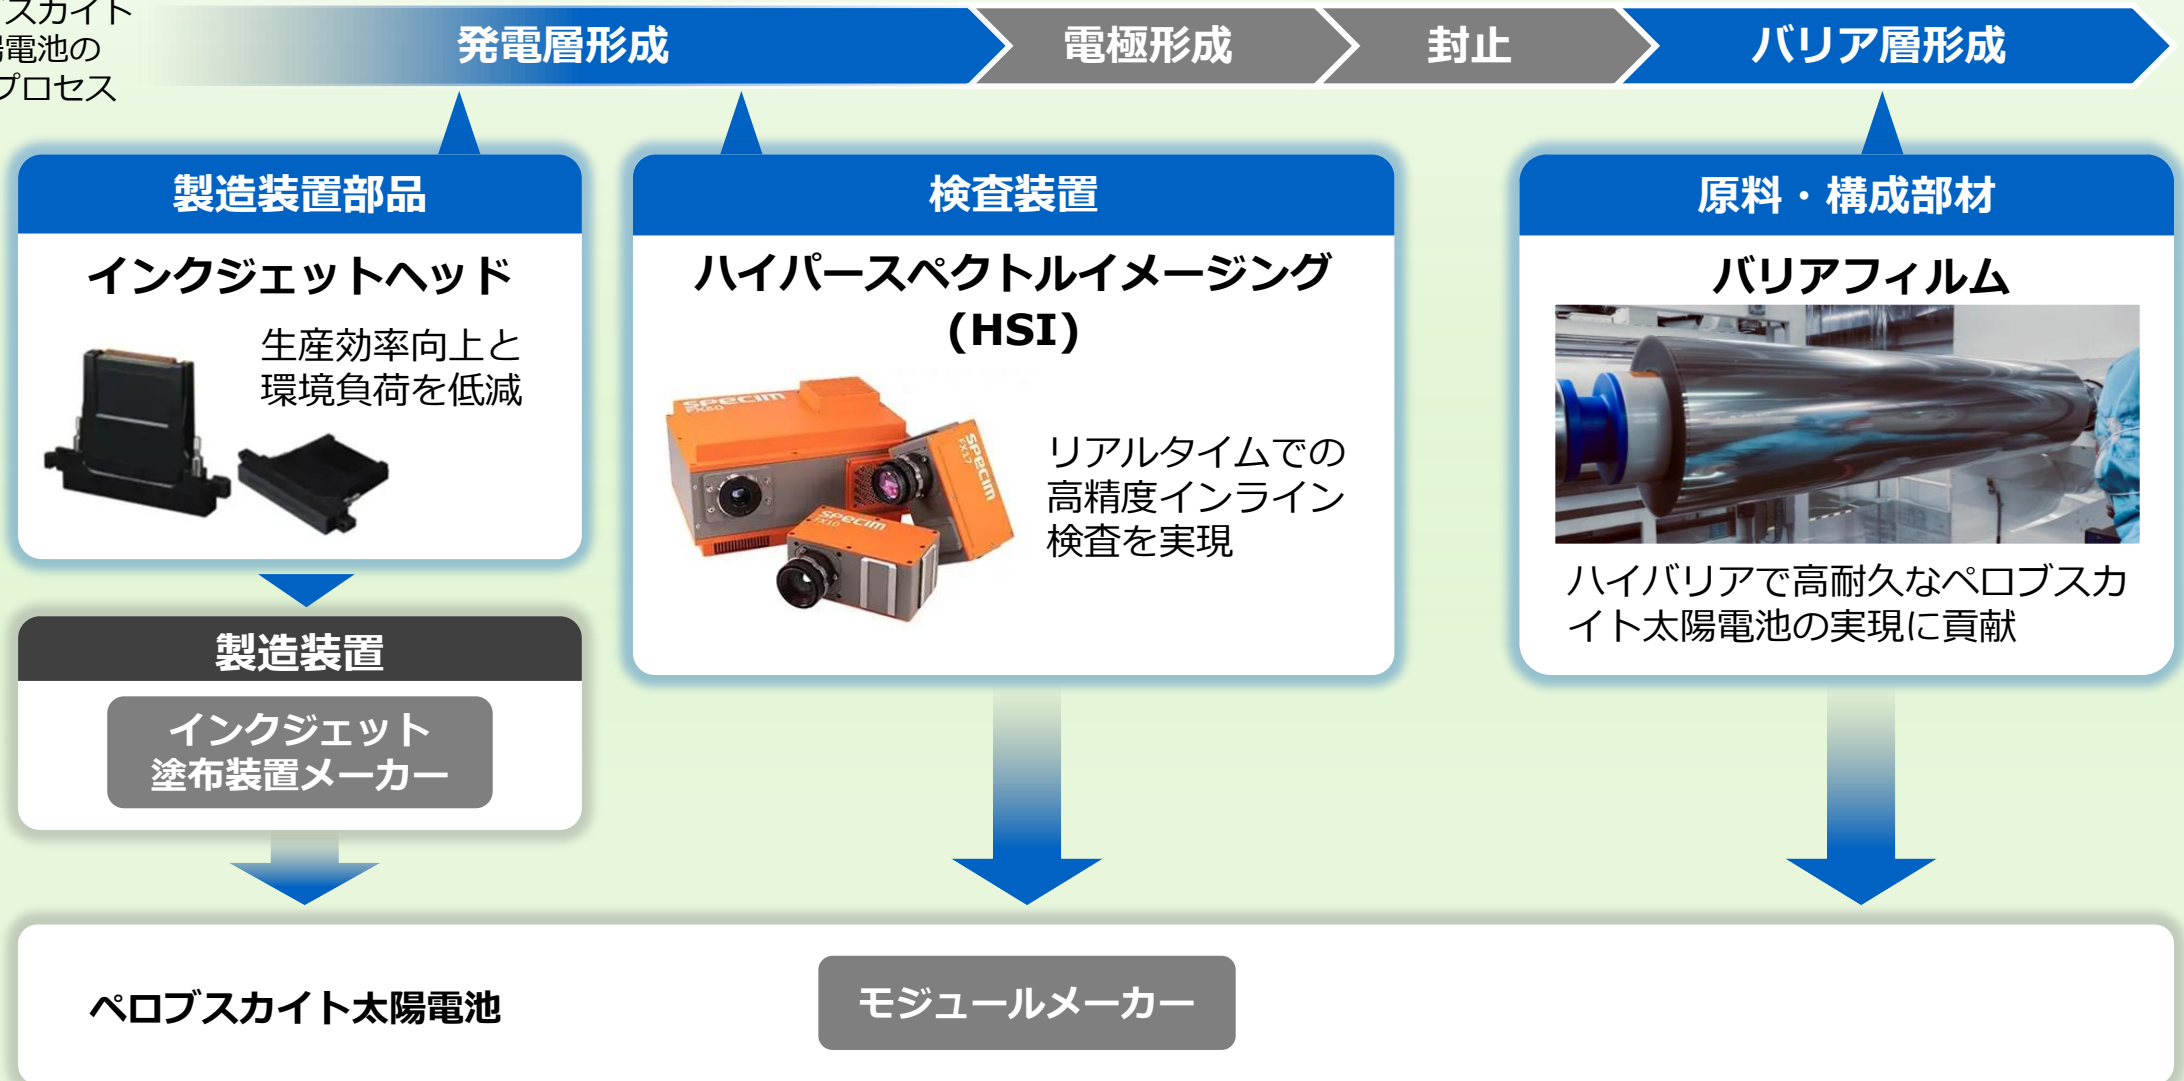 スカイト
電池の
プロセス
発電層形成
電極形成
封止
バリア層形成
製造装置部品
インクジェットヘッド
生産効率向上と
環境負荷を低減
検査装置
ハイパースペクトルイメージング
(HSI)
SPECIM
FX50
SPECIM
FX17
SPECIM
FX10
リアルタイムでの
高精度インライン
検査を実現
原料・構成部材
バリアフィルム
ハイバリアで高耐久なペロブスカ
イト太陽電池の実現に貢献
製造装置
インクジェット
塗布装置メーカー
ペロブスカイト太陽電池
モジュールメーカー